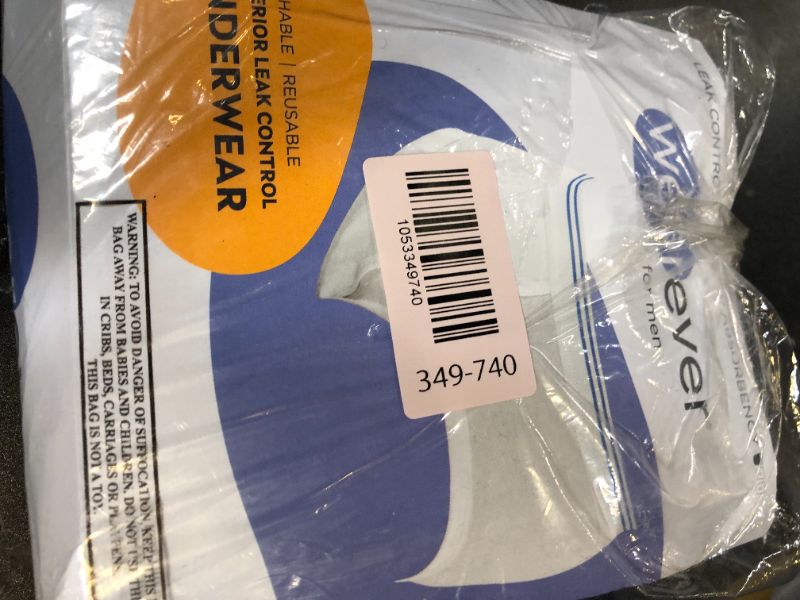 LEAK CONTRO
for men
HABLE | REUSABLE
ERIOR LEAK CONTROL
NDERWEAR
1053349740
349-740
WARNING: TO AVOID DANGER OF SUFFOCATION KEEP THIS
BAG AWAY FROM BABIES AND CHILDREN. DO NOT USE THI
IN CRIBS, BEDS, CARRIAGES OR PLAYPENS.
THIS BAG IS NOT A TOY.